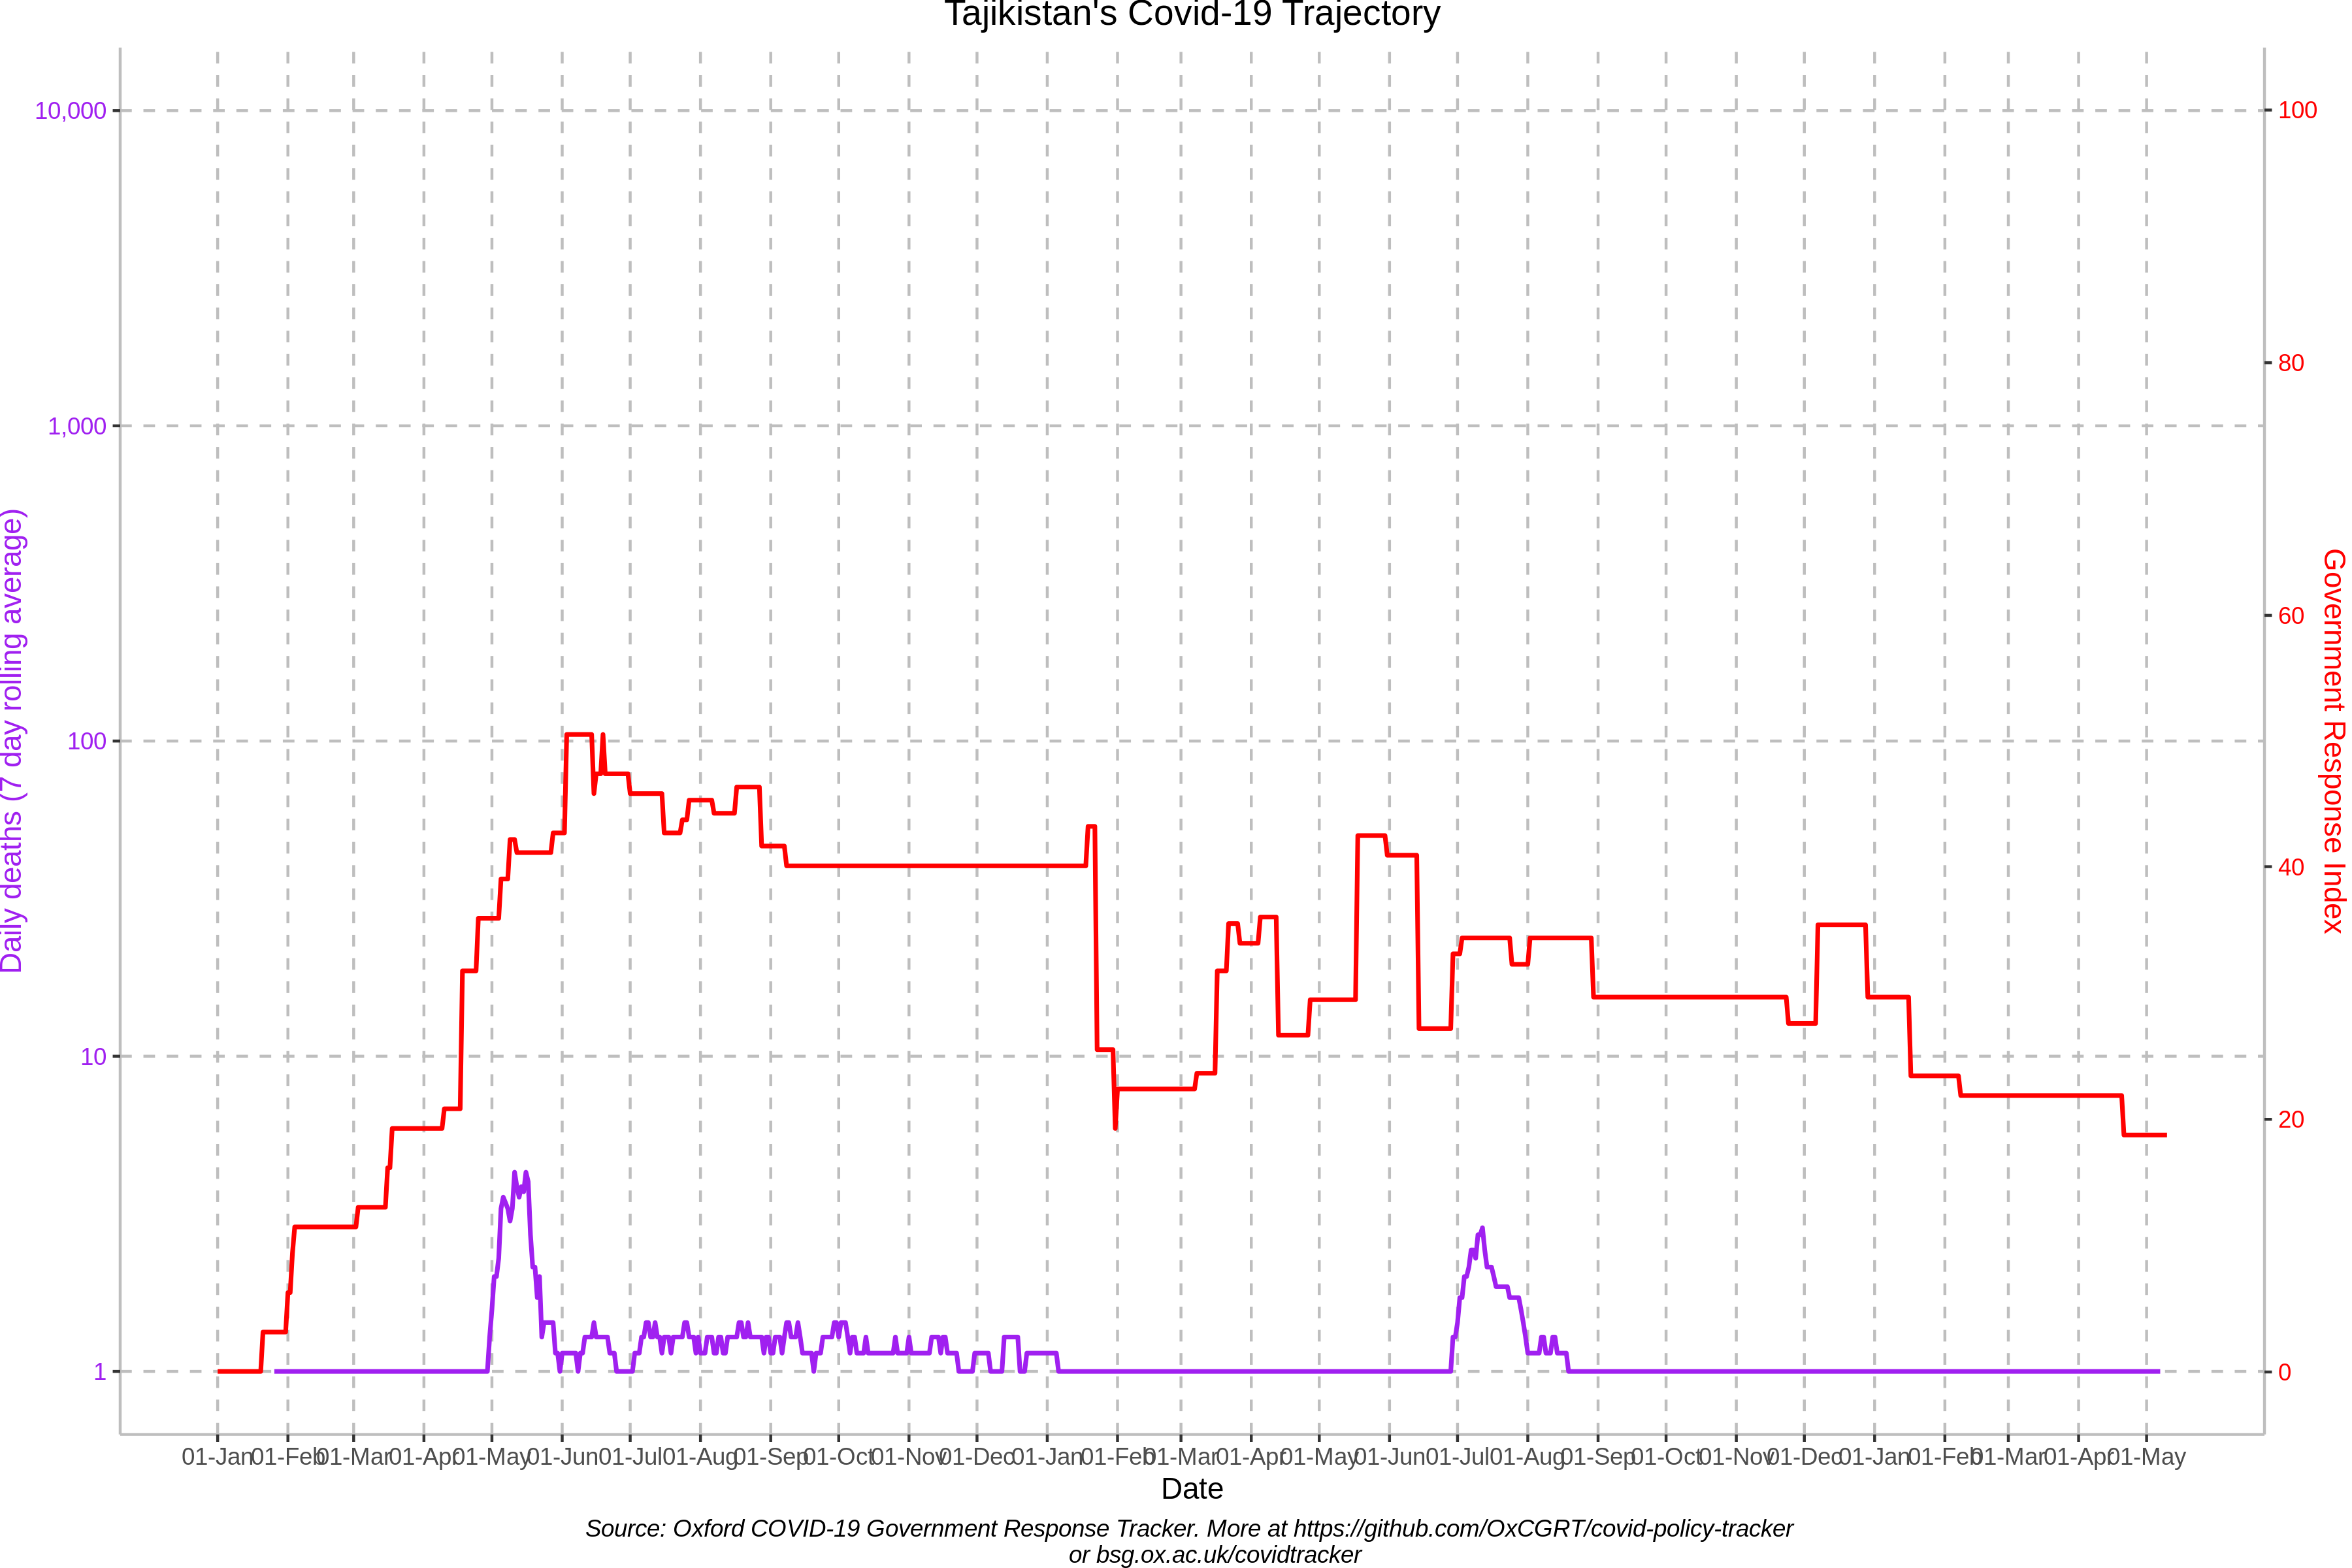 Tajikistan's Covid-19 Trajectory
10,000
1,000
100
10
1
Daily deaths (7 day rolling average)
100
80
60
40
20
0
Government Response Index
01-Jan 01-Feb 01-Mar 01-Apr 01-May 01-Jun 01-Jul 01-Aug 01-Sep 01-Oct 01-Nov 01-Dec 01-Jan 01-Feb 01-Mar 01-Apr 01-May 01-Jun 01-Jul 01-Aug 01-Sep 01-Oct 01-Nov 01-Dec 01-Jan 01-Feb 01-Mar 01-Apr 01-May
Date
Source: Oxford COVID-19 Government Response Tracker. More at https://github.com/OxCGRT/covid-policy-tracker
or bsg.ox.ac.uk/covidtracker